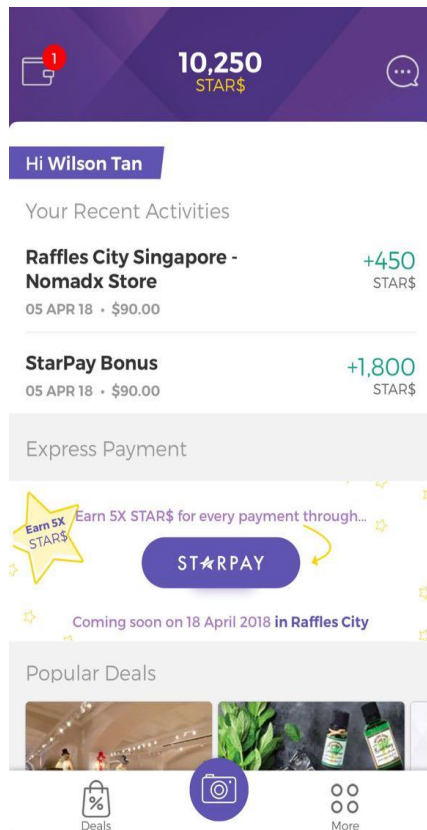 1
10,250
STAR$
Hi Wilson Tan
Your Recent Activities
Raffles City Singapore -
Nomadx Store
+450
STAR$
05 APR 18 • $90.00
StarPay Bonus
+1,800
STAR$
05 APR 18 • $90.00
Express Payment
Earn 5X
STAR$
Earn 5X STAR$ for every payment through...
STARPAY
Coming soon on 18 April 2018 in Raffles City
Popular Deals
Deals
More